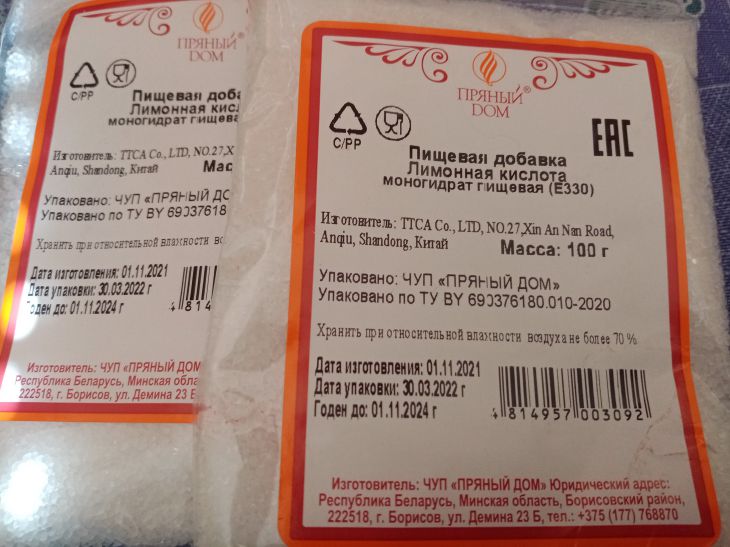 ПРЯНЫЙ
DOM
C/PP
Пищевая
Лимонная
моногидрат пищевая
Изготовитель: TTCA Co., LTD, NO.27,
Anqiu, Shandong, Китай
Упаковано: ЧУП «ПРЯНЫЙ
Упаковано по ТУ BY 69037618
Хранить при относительной влажности
Дата изготовления: 01.11.2021
Дата упаковки: 30.03.2022 г
Годен до: 01.11.2024 г
4 814
Изготовитель: ЧУП «ПРЯНЫЙ ДОМ»
Республика Беларусь, Минская
222518, г. Борисов, ул. Демина 23 Б
ПРЯНЫЙ®
DOM
C/PP
EAC
Пищевая добавка
Лимонная кислота
моногидрат пищевая (Е330)
Изготовитель: TTCA Co., LTD, NO.27,Xin An Nan Road,
Anqiu, Shandong, Китай
Масса: 100 г
Упаковано: ЧУП «ПРЯНЫЙ ДОМ»
Упаковано по ТУ BY 690376180.010-2020
Хранить при относительной влажности воздуха не более 70 %
Дата изготовления: 01.11.2021
Дата упаковки: 30.03.2022 г
Годен до: 01.11.2024 г
4 814957 003092
Изготовитель: ЧУП «ПРЯНЫЙ ДОМ» Юридический адрес:
Республика Беларусь, Минская область, Борисовский район,
222518, г. Борисов, ул. Демина 23 Б, тел.: +375 (177) 768870